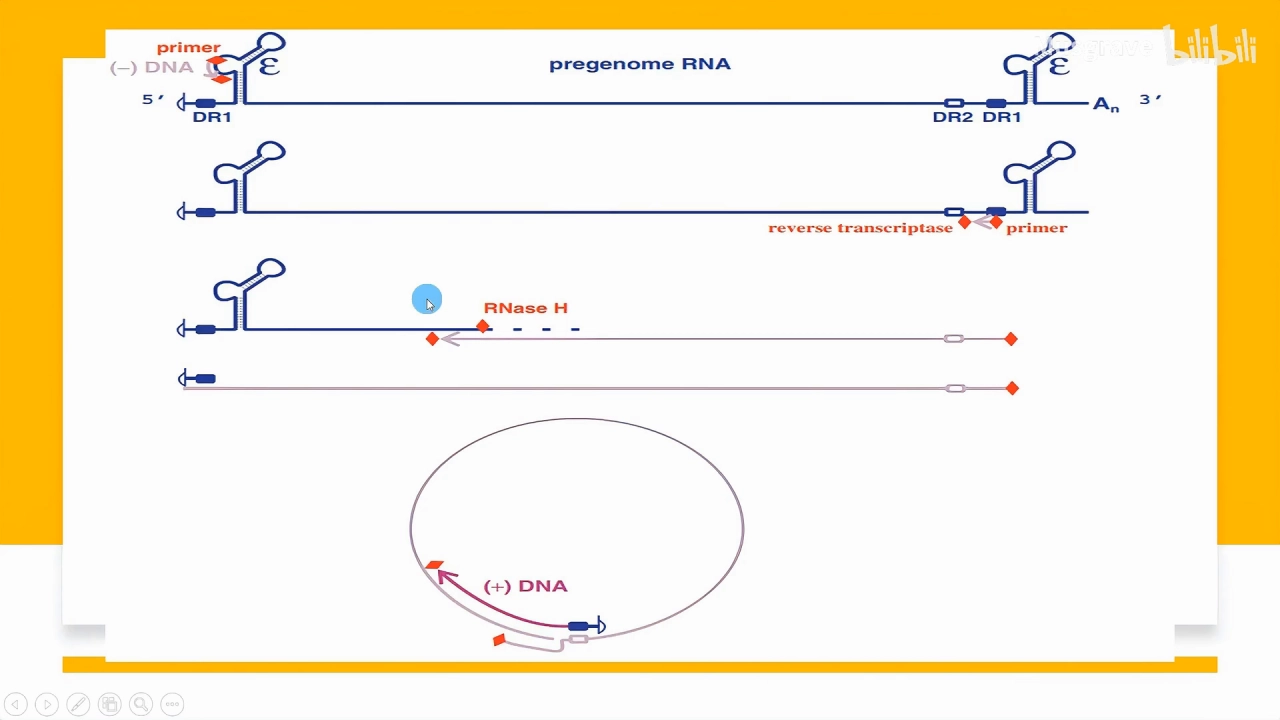 primer
(−) DNA
ε
pregenome RNA
ε
5′
DR1
DR2
DR1
An
3′
reverse transcriptase
primer
RNase H
(+) DNA
bilibili